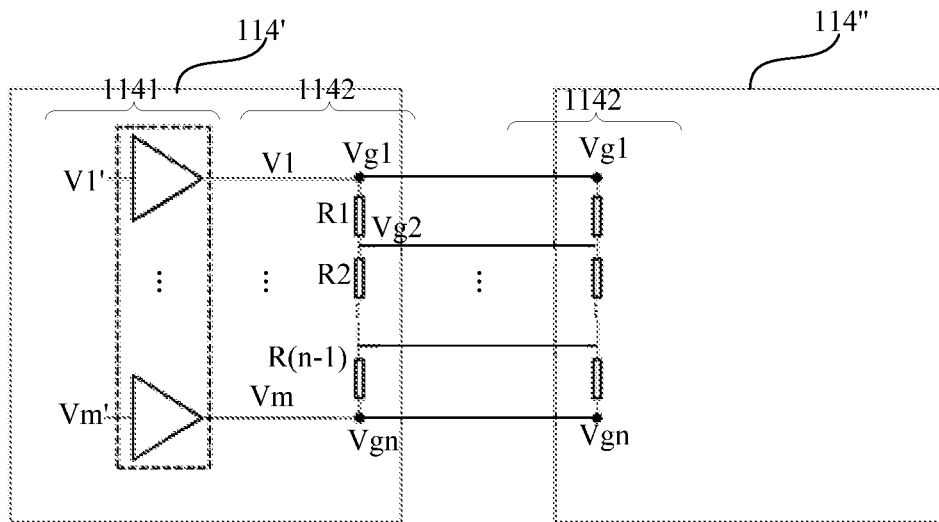 114'
114"
1141
1142
1142
V1'
V1
Vg1
Vg1
R1
Vg2
⋮
⋮
R2
⋮
R(n-1)
Vm'
Vm
Vgn
Vgn